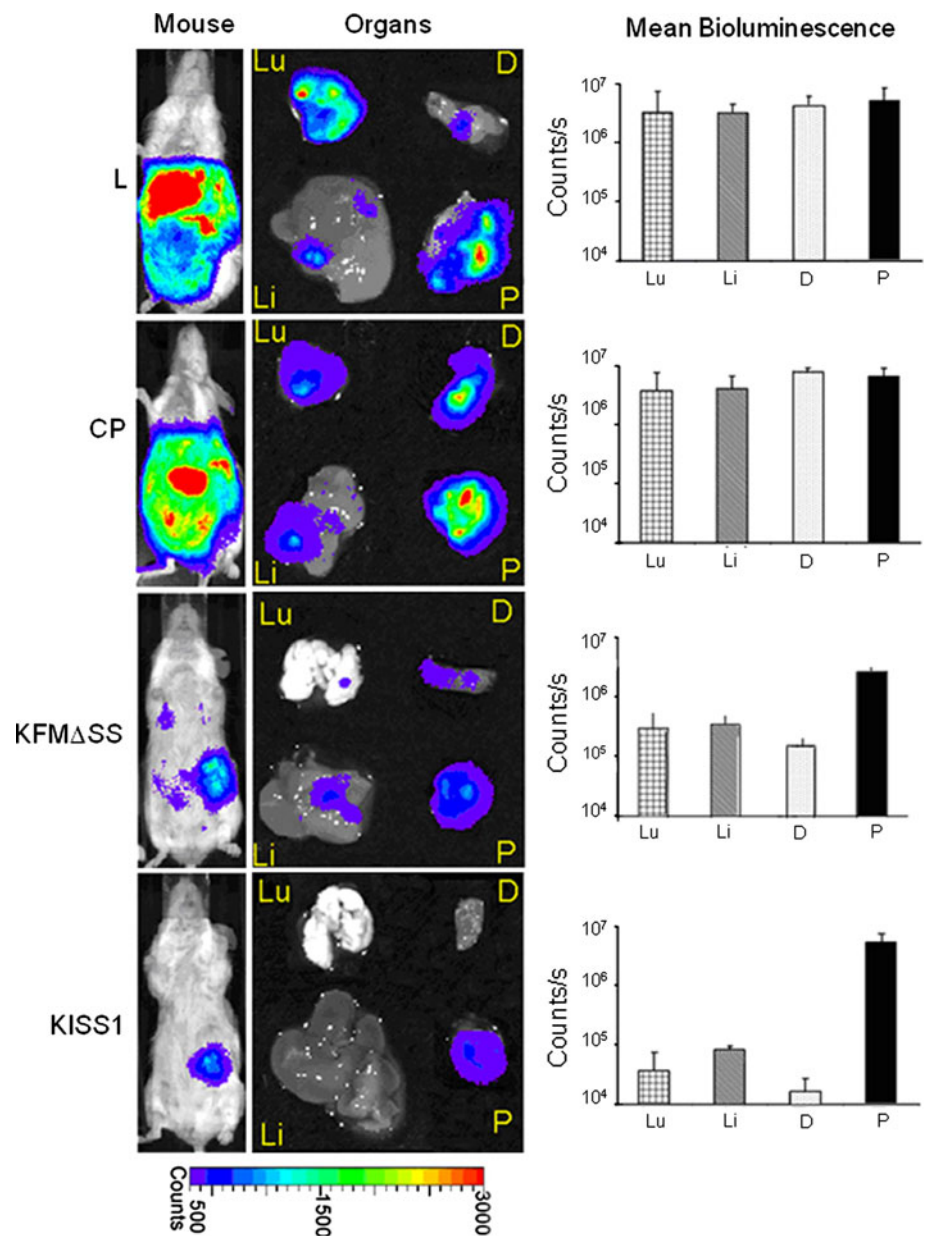 Mouse
Organs
Mean Bioluminescence
L
Lu
D
Li
P
Counts/s
10⁷
10⁶
10⁵
10⁴
Lu Li D P
CP
Lu
D
Li
P
Counts/s
10⁷
10⁶
10⁵
10⁴
Lu Li D P
KFMΔSS
Lu
D
Li
P
Counts/s
10⁷
10⁶
10⁵
10⁴
Lu Li D P
KISS1
Lu
D
Li
P
Counts/s
10⁷
10⁶
10⁵
10⁴
Lu Li D P
Counts
500
1500
3000